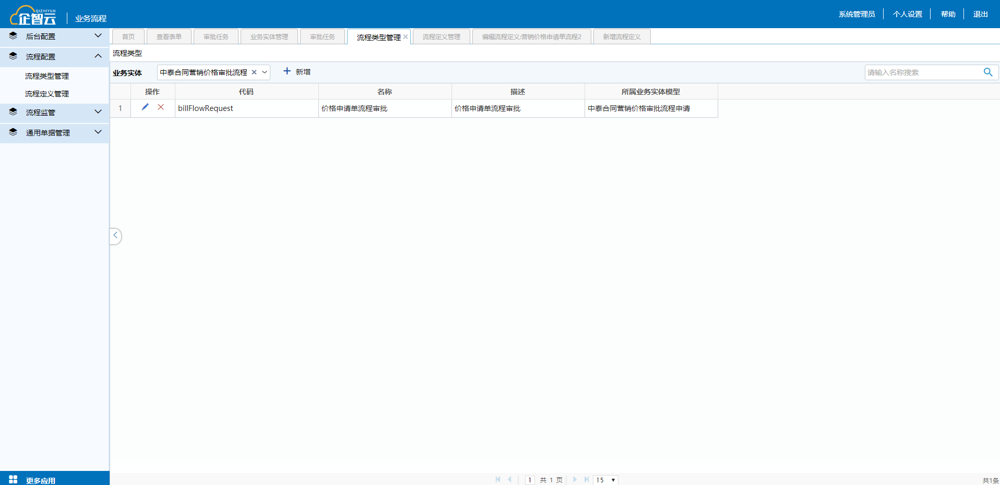 QIZHIYUN
企智云
业务流程
系统管理员
个人设置
帮助
退出
后台配置
流程配置
流程类型管理
流程定义管理
流程监管
通用单据管理
更多应用
首页
查看表单
审批任务
业务实体管理
审批任务
流程类型管理
流程定义管理
编辑流程定义:营销价格申请单流程2
新增流程定义
流程类型
业务实体
中泰合同营销价格审批流程
新增
请输入名称搜索
操作 代码 名称 描述 所属业务实体模型
1 billFlowRequest 价格申请单流程审批 价格申请单流程审批 中泰合同营销价格审批流程申请
1 共 1 页 15
共1条